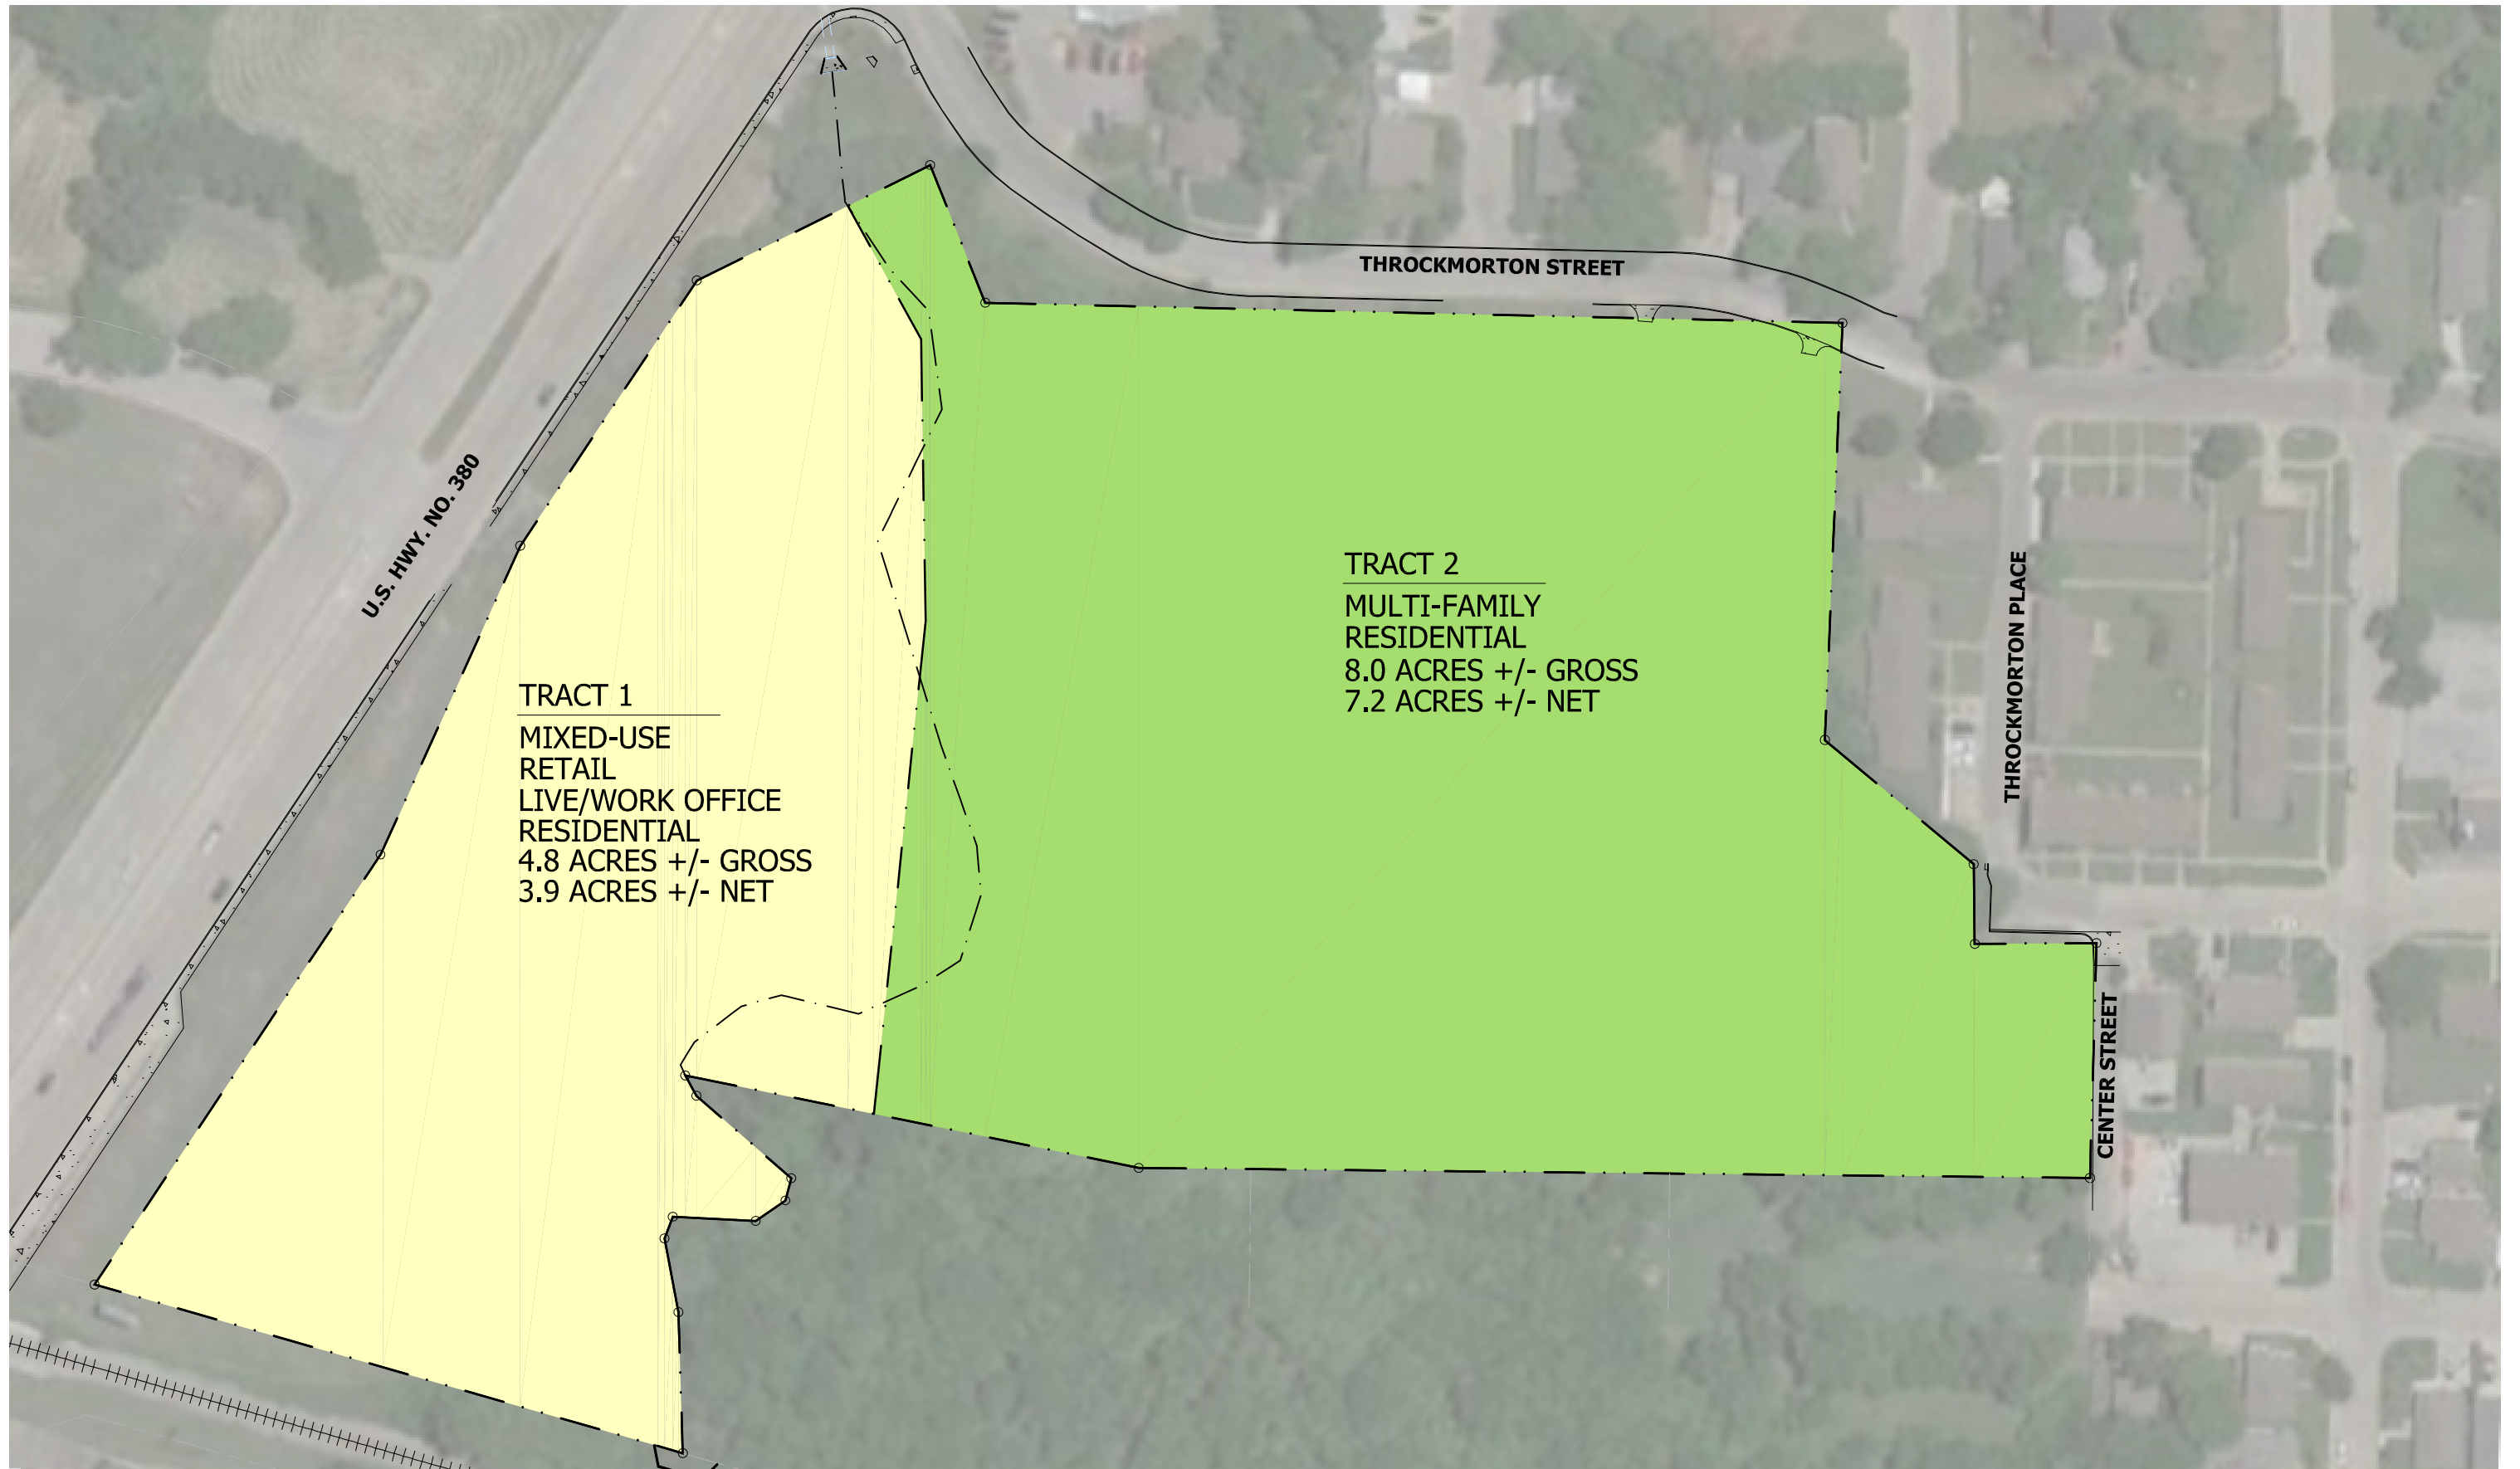 THROCKMORTON STREET
U.S. HWY. NO. 380
TRACT 2
MULTI-FAMILY
RESIDENTIAL
8.0 ACRES +/- GROSS
7.2 ACRES +/- NET
THROCKMORTON PLACE
TRACT 1
MIXED-USE
RETAIL
LIVE/WORK OFFICE
RESIDENTIAL
4.8 ACRES +/- GROSS
3.9 ACRES +/- NET
CENTER STREET